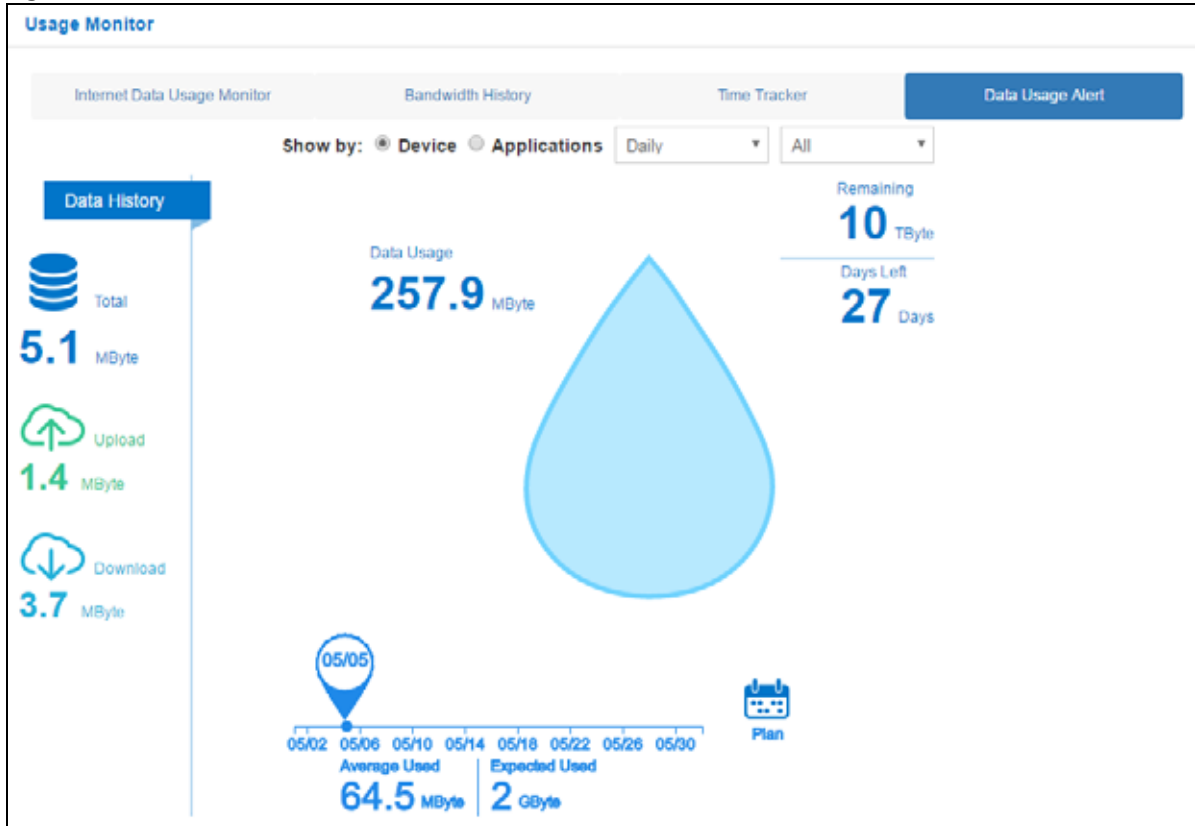 Usage Monitor
Internet Data Usage Monitor Bandwidth History Time Tracker Data Usage Alert
Show by: Device Applications Daily All
Data History
Total
5.1 MByte
Upload
1.4 MByte
Download
3.7 MByte
Data Usage
257.9 MByte
Remaining
10 TByte
Days Left
27 Days
05/05
05/02 05/06 05/10 05/14 05/18 05/22 05/26 05/30
Average Used Expected Used
64.5 MByte 2 GByte
Plan